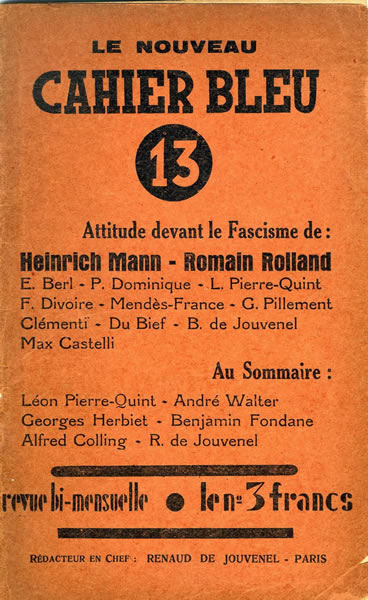 LE NOUVEAU
CAHIER BLEU
13
Attitude devant le Fascisme de :
Heinrich Mann - Romain Rolland
E. Berl - P. Dominique - L. Pierre-Quint
F. Divoire - Mendès-France - G. Pillement
Clémenti - Du Bief - B. de Jouvenel
Max Castelli
Au Sommaire :
Léon Pierre-Quint - André Walter
Georges Herbiet - Benjamin Fondane
Alfred Colling - R. de Jouvenel
revue bi-mensuelle ● le nº 3 francs
RÉDACTEUR EN CHEF : RENAUD DE JOUVENEL - PARIS